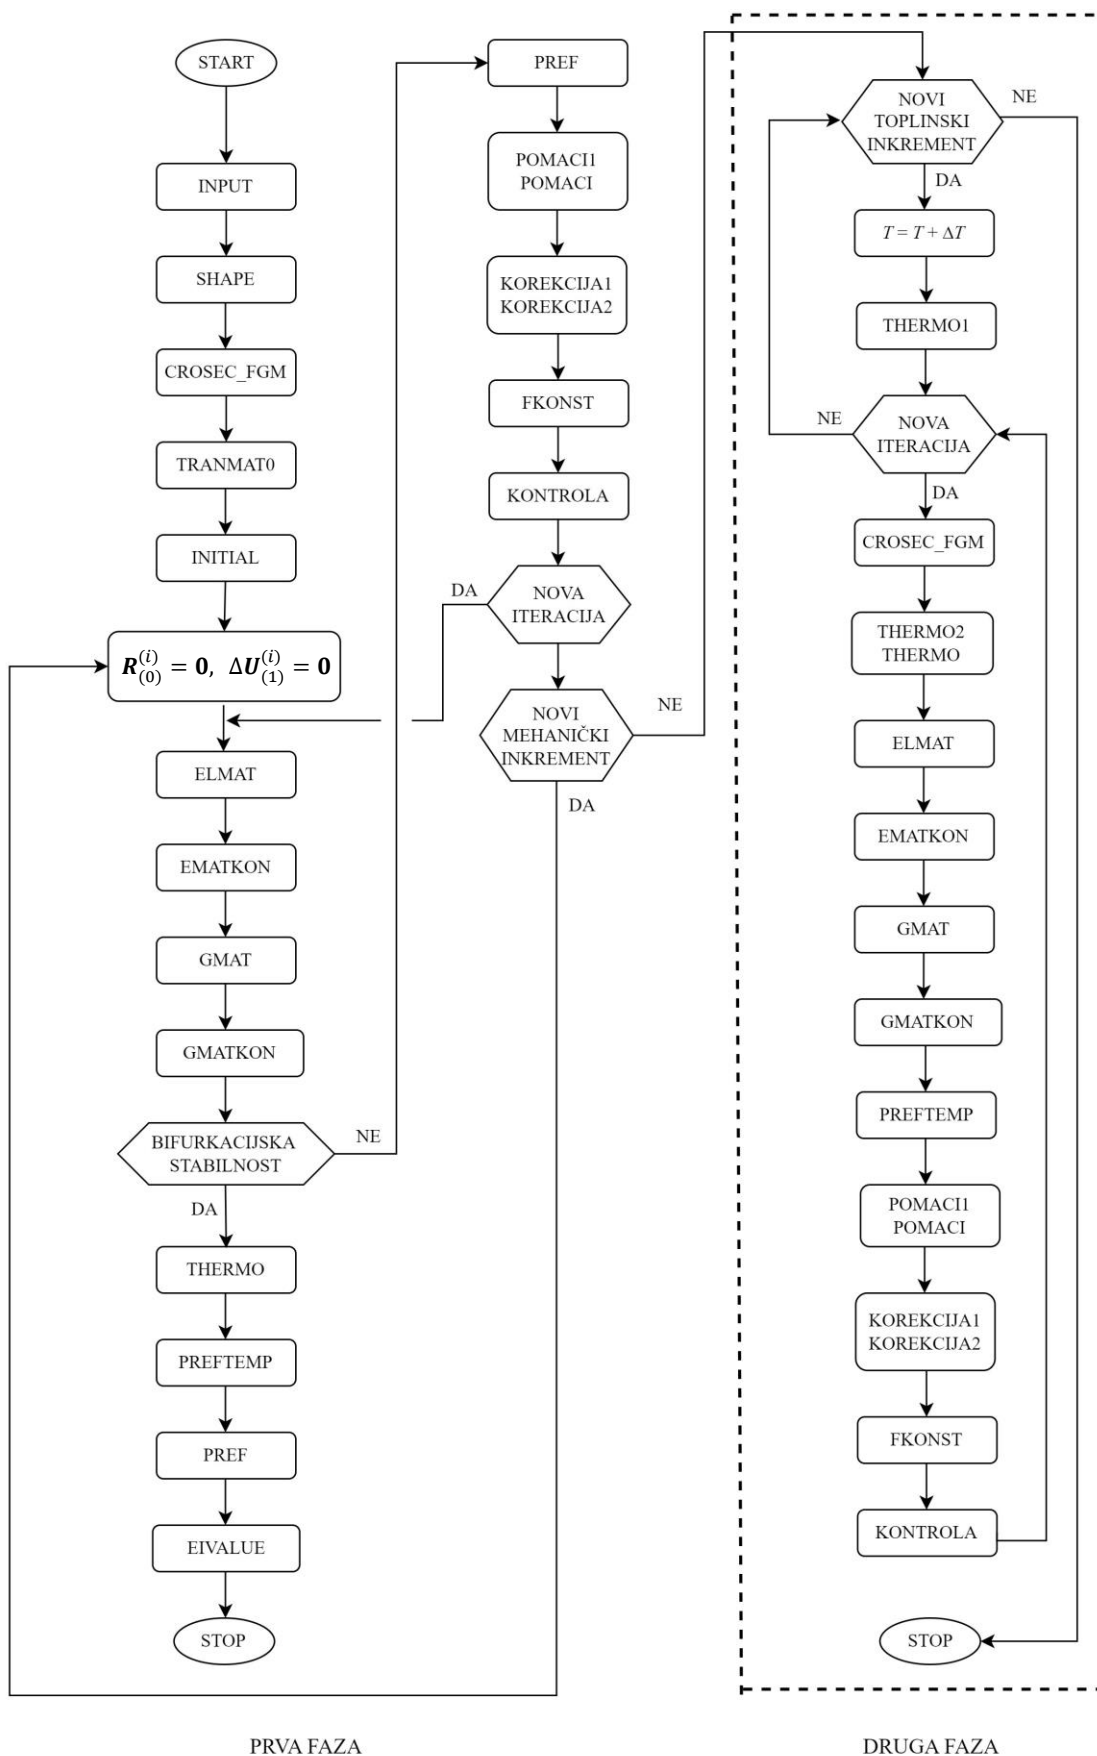 START
INPUT
SHAPE
CROSEC_FGM
TRANMAT0
INITIAL
R₍₀₎⁽ⁱ⁾ = 0, ΔU₍₁₎⁽ⁱ⁾ = 0
ELMAT
EMATKON
GMAT
GMATKON
BIFURKACIJSKA
STABILNOST
NE
DA
THERMO
PREFTEMP
PREF
EIVALUE
STOP
PREF
POMACI1
POMACI
KOREKCIJA1
KOREKCIJA2
FKONST
KONTROLA
DA
NOVA
ITERACIJA
NOVI
MEHANIČKI
INKREMENT
NE
DA
NOVI
TOPLINSKI
INKREMENT
NE
DA
T = T + ΔT
THERMO1
NE
NOVA
ITERACIJA
DA
CROSEC_FGM
THERMO2
THERMO
ELMAT
EMATKON
GMAT
GMATKON
PREFTEMP
POMACI1
POMACI
KOREKCIJA1
KOREKCIJA2
FKONST
KONTROLA
STOP
PRVA FAZA
DRUGA FAZA